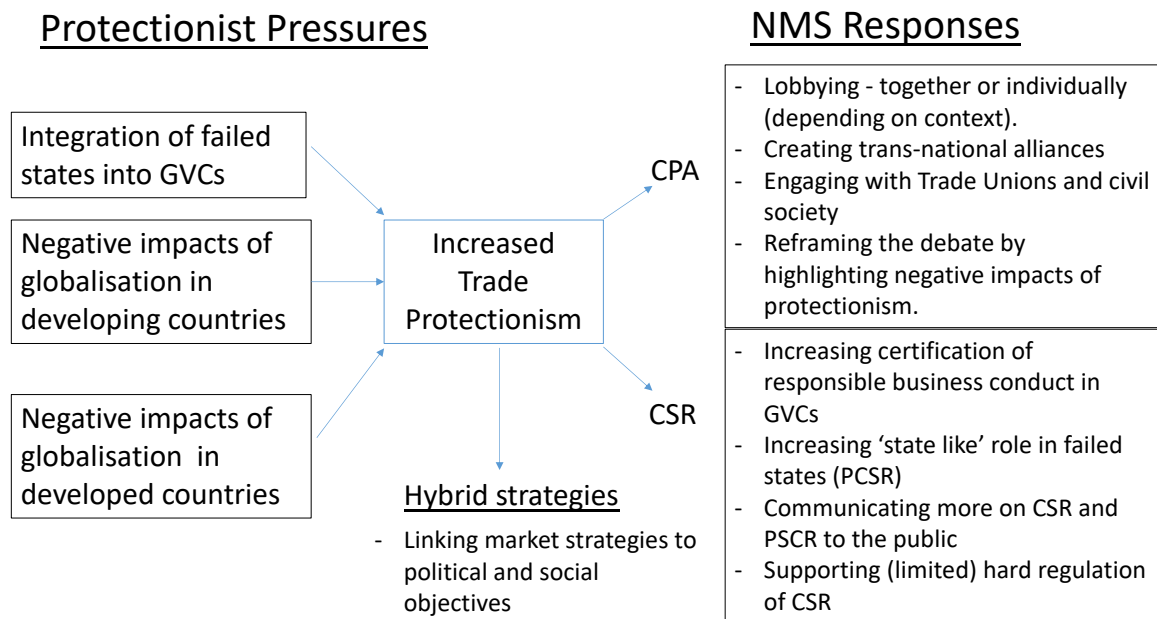 Protectionist Pressures
NMS Responses
Integration of failed
states into GVCs
Negative impacts of
globalisation in
developing countries
Negative impacts of
globalisation in
developed countries
Increased
Trade
Protectionism
CPA
CSR
Hybrid strategies
- Linking market strategies to
political and social
objectives
- Lobbying - together or individually
(depending on context).
- Creating trans-national alliances
- Engaging with Trade Unions and civil
society
- Reframing the debate by
highlighting negative impacts of
protectionism.
- Increasing certification of
responsible business conduct in
GVCs
- Increasing ‘state like’ role in failed
states (PCSR)
- Communicating more on CSR and
PSCR to the public
- Supporting (limited) hard regulation
of CSR